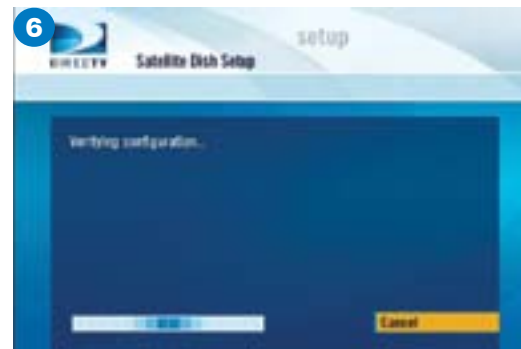 6
setup
DIRECTV
Satellite Dish Setup
Verifying configuration...
Cancel